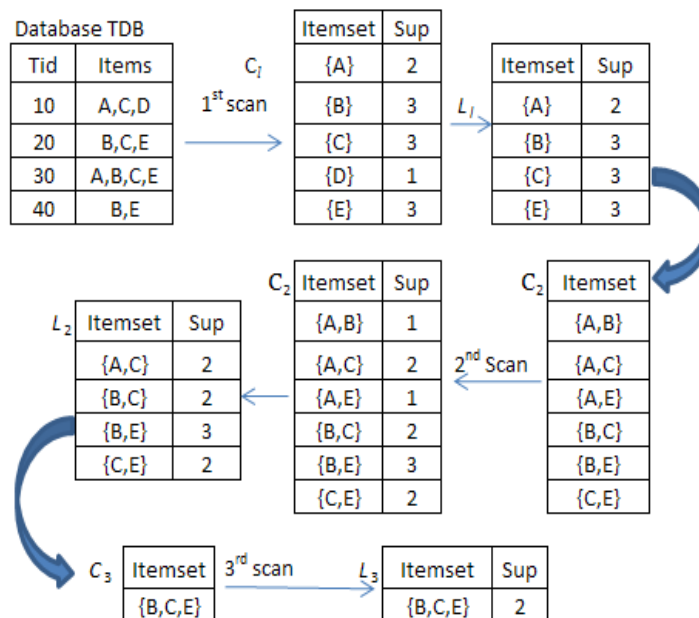 Database TDB
Tid Items
10 A,C,D
20 B,C,E
30 A,B,C,E
40 B,E
C1
1st scan
Itemset Sup
{A} 2
{B} 3
{C} 3
{D} 1
{E} 3
L1
Itemset Sup
{A} 2
{B} 3
{C} 3
{E} 3
C2
Itemset
{A,B}
{A,C}
{A,E}
{B,C}
{B,E}
{C,E}
2nd Scan
C2
Itemset Sup
{A,B} 1
{A,C} 2
{A,E} 1
{B,C} 2
{B,E} 3
{C,E} 2
L2
Itemset Sup
{A,C} 2
{B,C} 2
{B,E} 3
{C,E} 2
C3
Itemset
{B,C,E}
3rd scan
L3
Itemset Sup
{B,C,E} 2